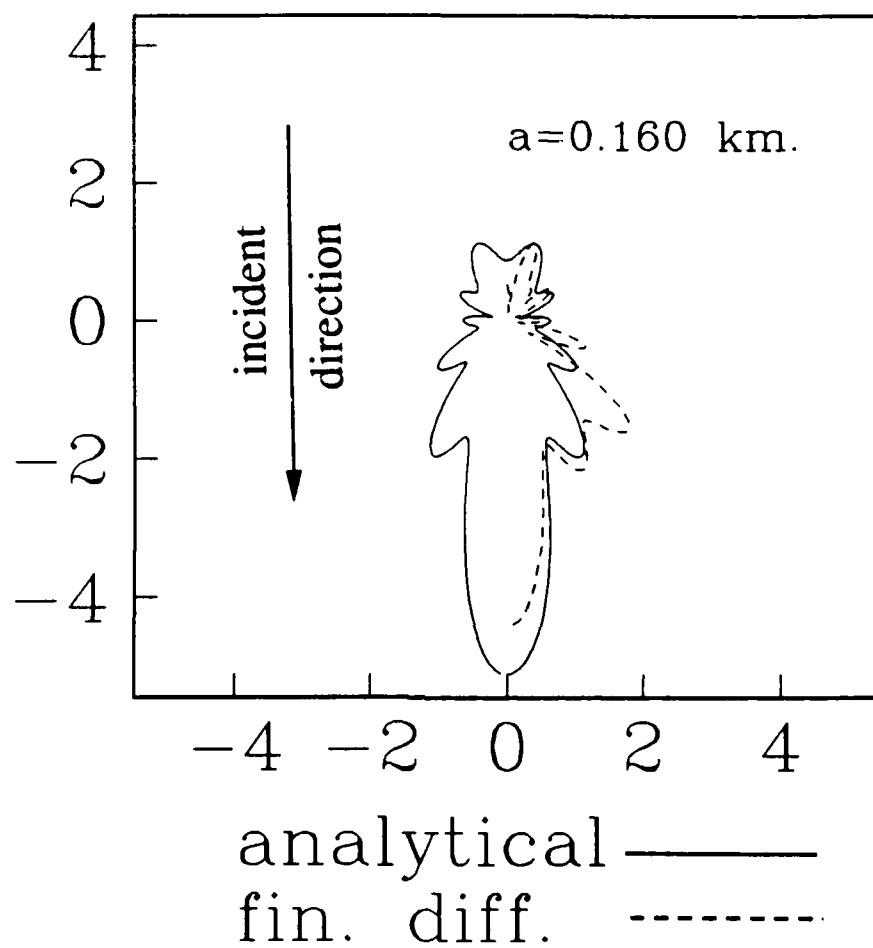 4
2
0
−2
−4
a=0.160 km.
incident
direction
−4 −2 0 2 4
analytical
fin. diff.